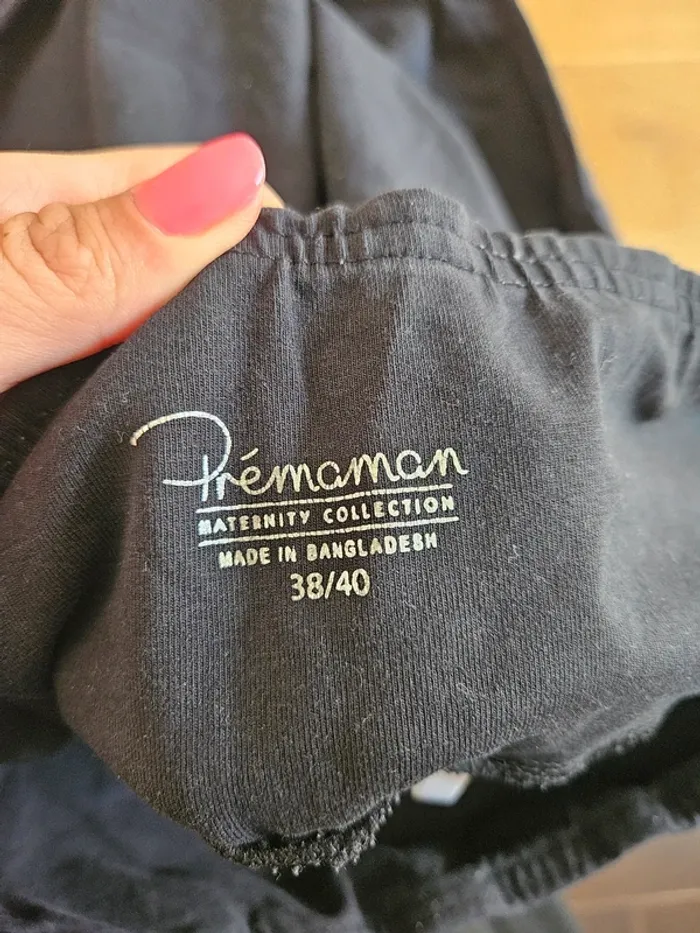 Prémaman
MATERNITY COLLECTION
MADE IN BANGLADESH
38/40